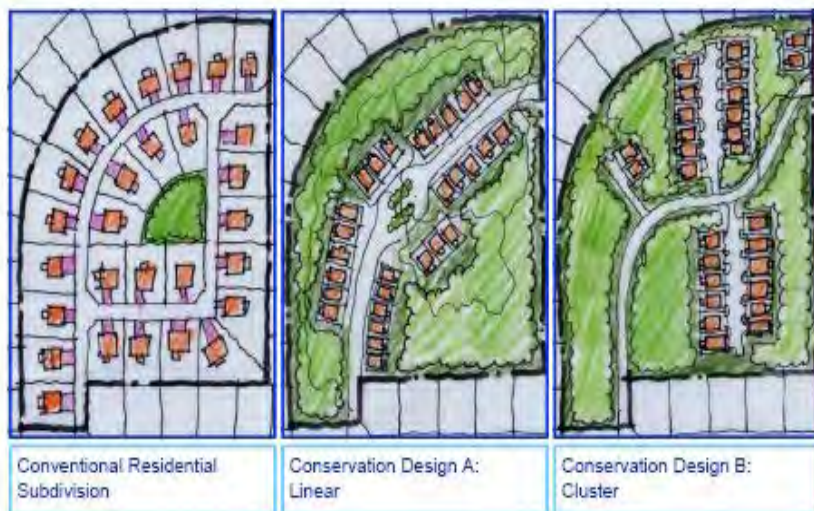 Conventional Residential
Subdivision
Conservation Design A:
Linear
Conservation Design B:
Cluster